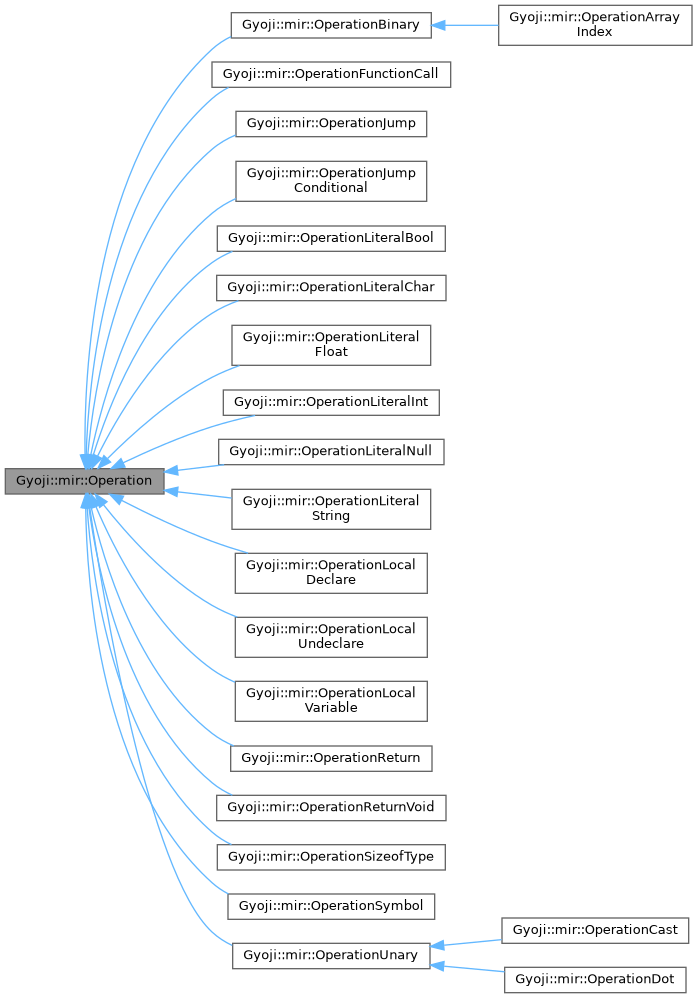 Gyoji::mir::OperationBinary
Gyoji::mir::OperationArray
Index
Gyoji::mir::OperationFunctionCall
Gyoji::mir::OperationJump
Gyoji::mir::OperationJump
Conditional
Gyoji::mir::OperationLiteralBool
Gyoji::mir::OperationLiteralChar
Gyoji::mir::OperationLiteral
Float
Gyoji::mir::OperationLiteralInt
Gyoji::mir::OperationLiteralNull
Gyoji::mir::Operation
Gyoji::mir::OperationLiteral
String
Gyoji::mir::OperationLocal
Declare
Gyoji::mir::OperationLocal
Undeclare
Gyoji::mir::OperationLocal
Variable
Gyoji::mir::OperationReturn
Gyoji::mir::OperationReturnVoid
Gyoji::mir::OperationSizeofType
Gyoji::mir::OperationSymbol
Gyoji::mir::OperationUnary
Gyoji::mir::OperationCast
Gyoji::mir::OperationDot